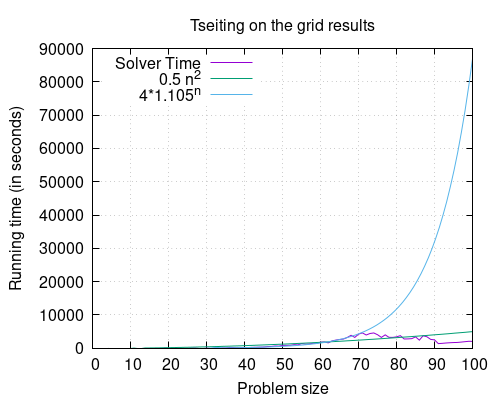 Tseiting on the grid results
90000
80000
70000
60000
50000
40000
30000
20000
10000
0
Running time (in seconds)
Solver Time
0.5 n²
4*1.105ⁿ
0 10 20 30 40 50 60 70 80 90 100
Problem size